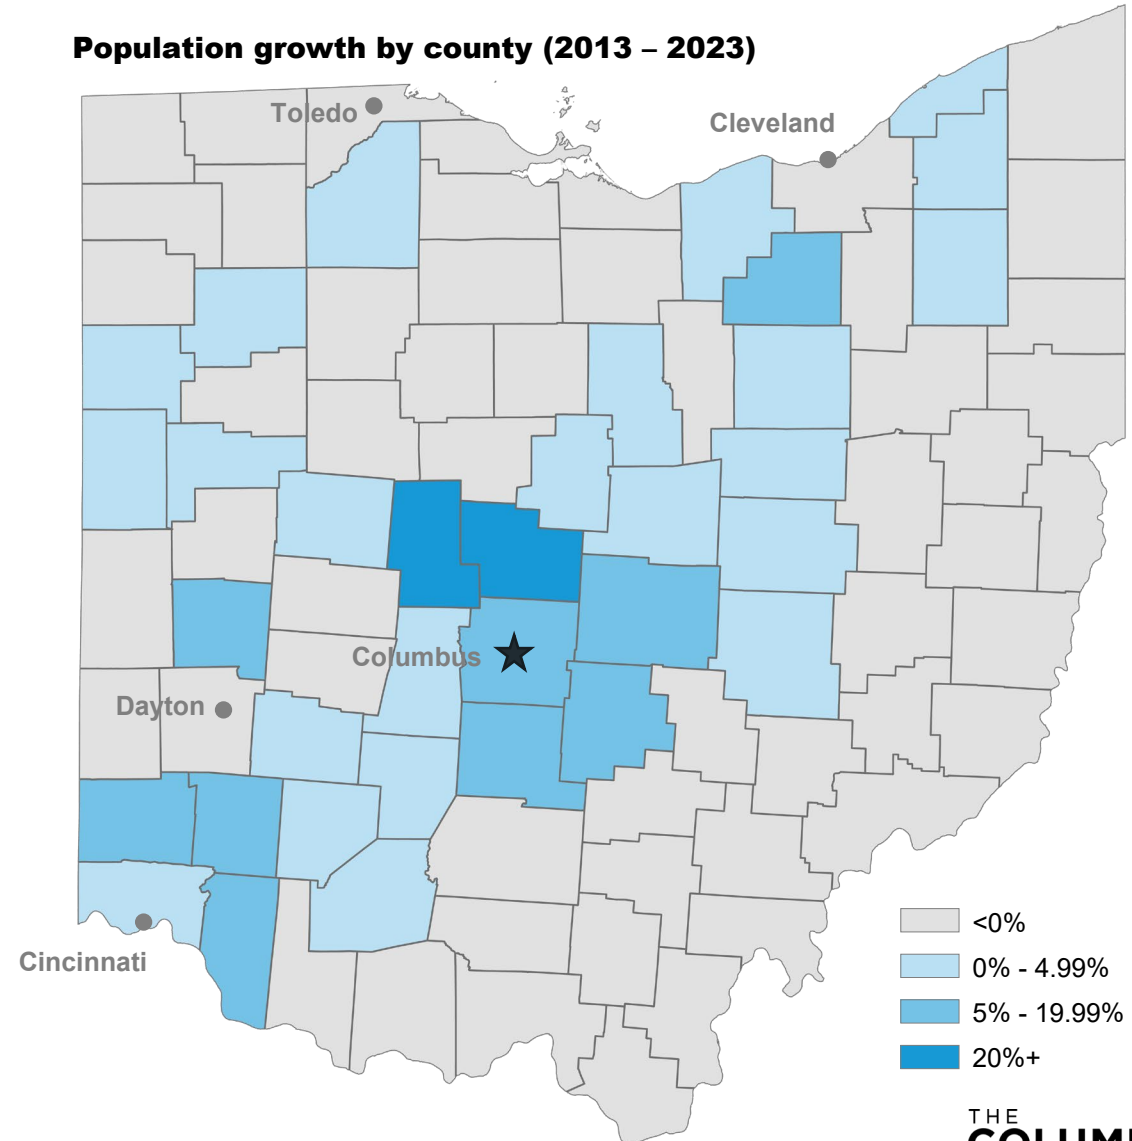 Population growth by county (2013 – 2023)
Toledo
Cleveland
Columbus
Dayton
Cincinnati
<0%
0% - 4.99%
5% - 19.99%
20%+
THE